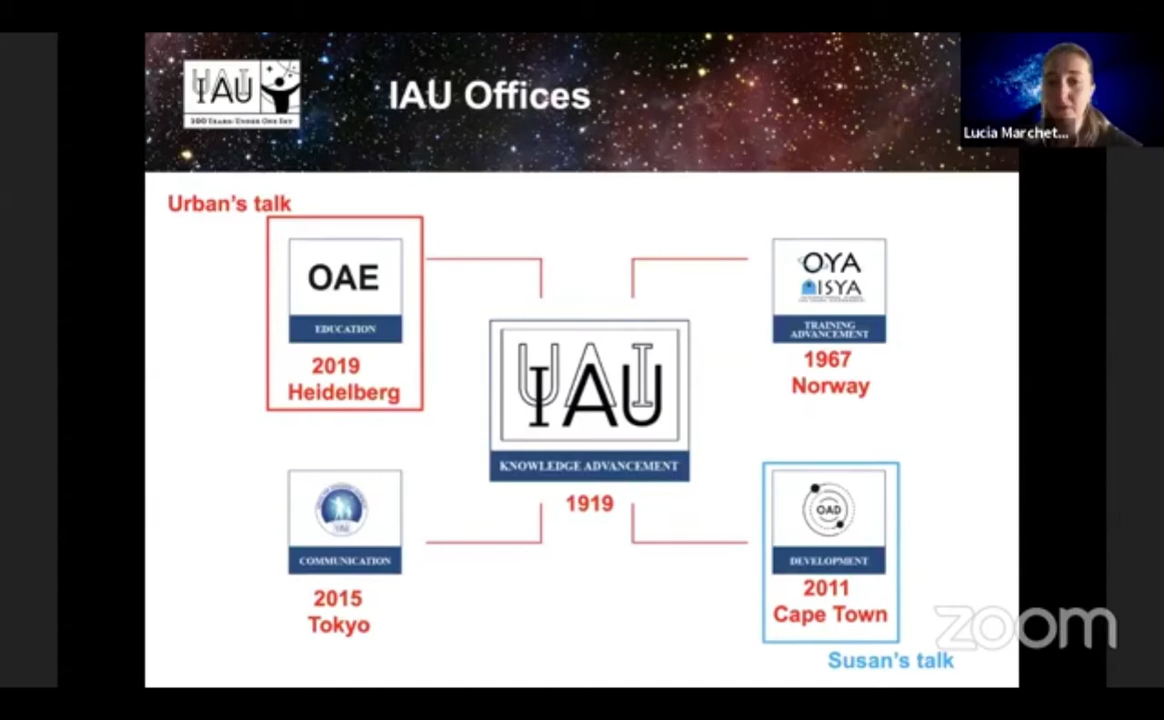 IAU
100 YEARS: UNDER ONE SKY
IAU Offices
Lucia Marchet...
Urban's talk
OAE
EDUCATION
2019
Heidelberg
OYA
ISYA
TRAINING
ADVANCEMENT
1967
Norway
IAU
KNOWLEDGE ADVANCEMENT
1919
COMMUNICATION
2015
Tokyo
OAD
DEVELOPMENT
2011
Cape Town
Susan's talk
zoom